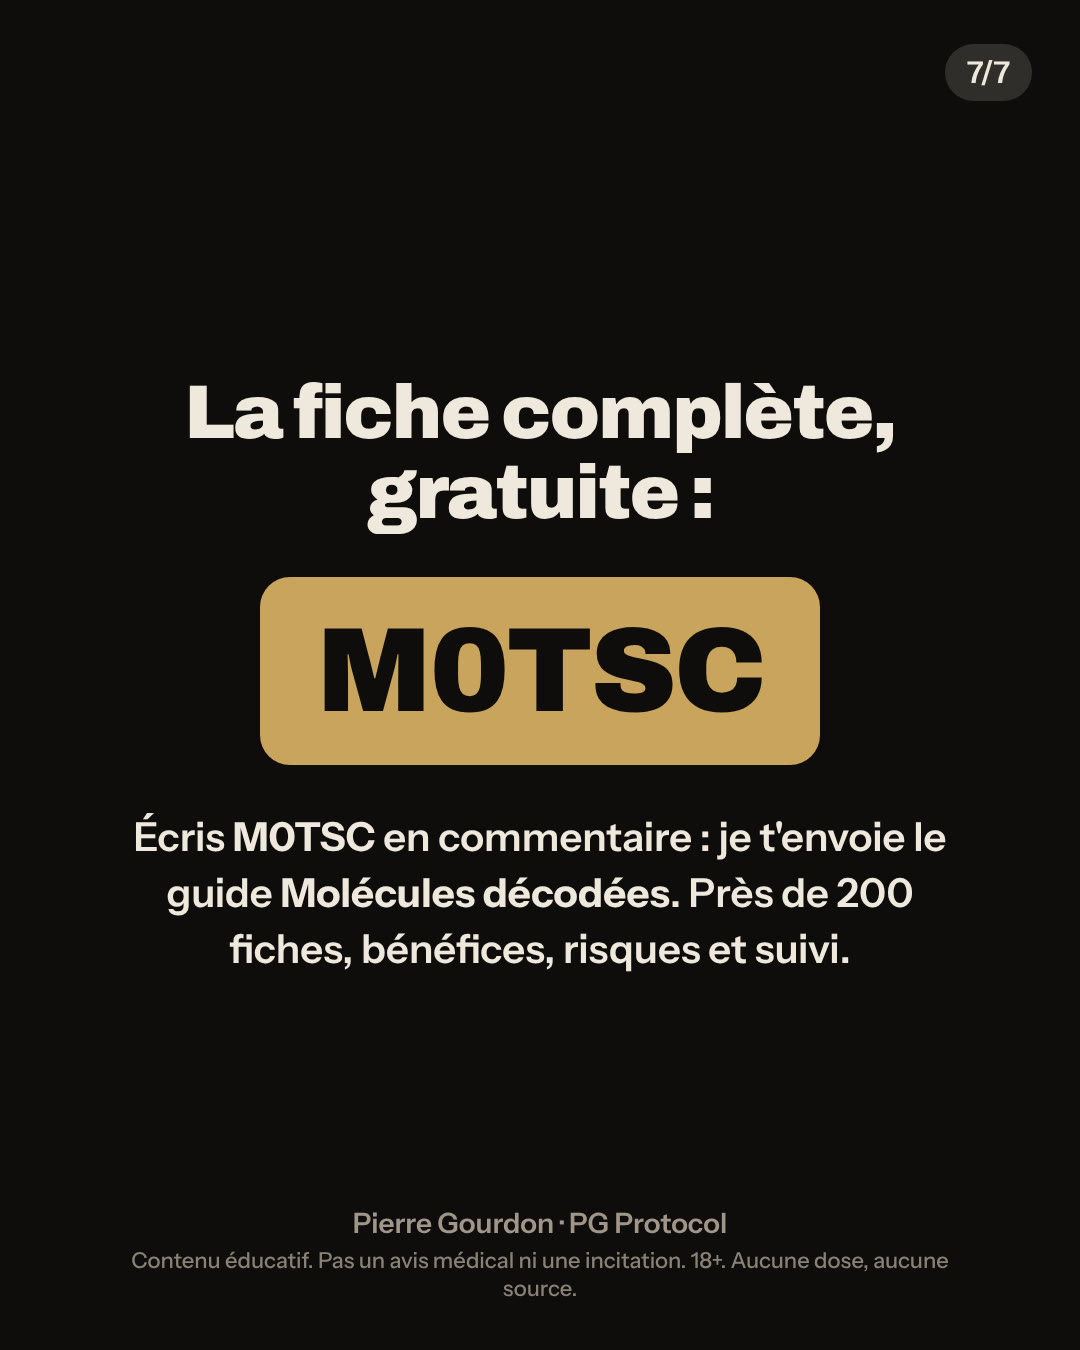 7/7
La fiche complète,
gratuite :
M0TSC
Écris M0TSC en commentaire : je t'envoie le
guide Molécules décodées. Près de 200
fiches, bénéfices, risques et suivi.
Pierre Gourdon · PG Protocol
Contenu éducatif. Pas un avis médical ni une incitation. 18+. Aucune dose, aucune
source.